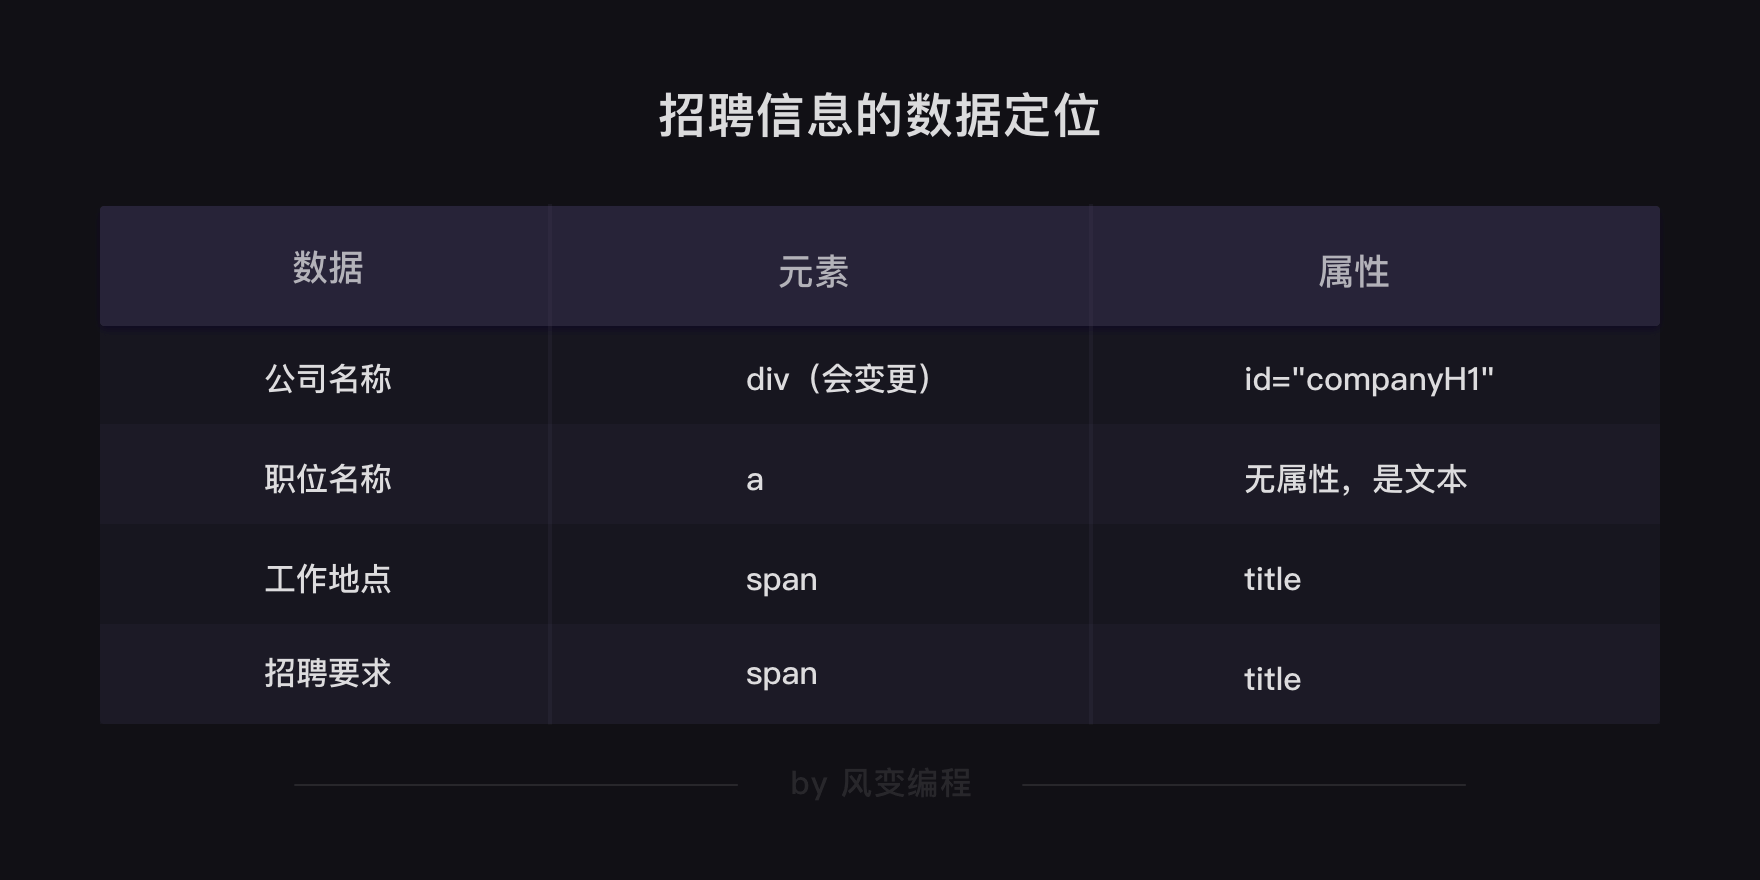 招聘信息的数据定位
数据 元素 属性
公司名称 div（会变更） id="companyH1"
职位名称 a 无属性，是文本
工作地点 span title
招聘要求 span title
by 风变编程